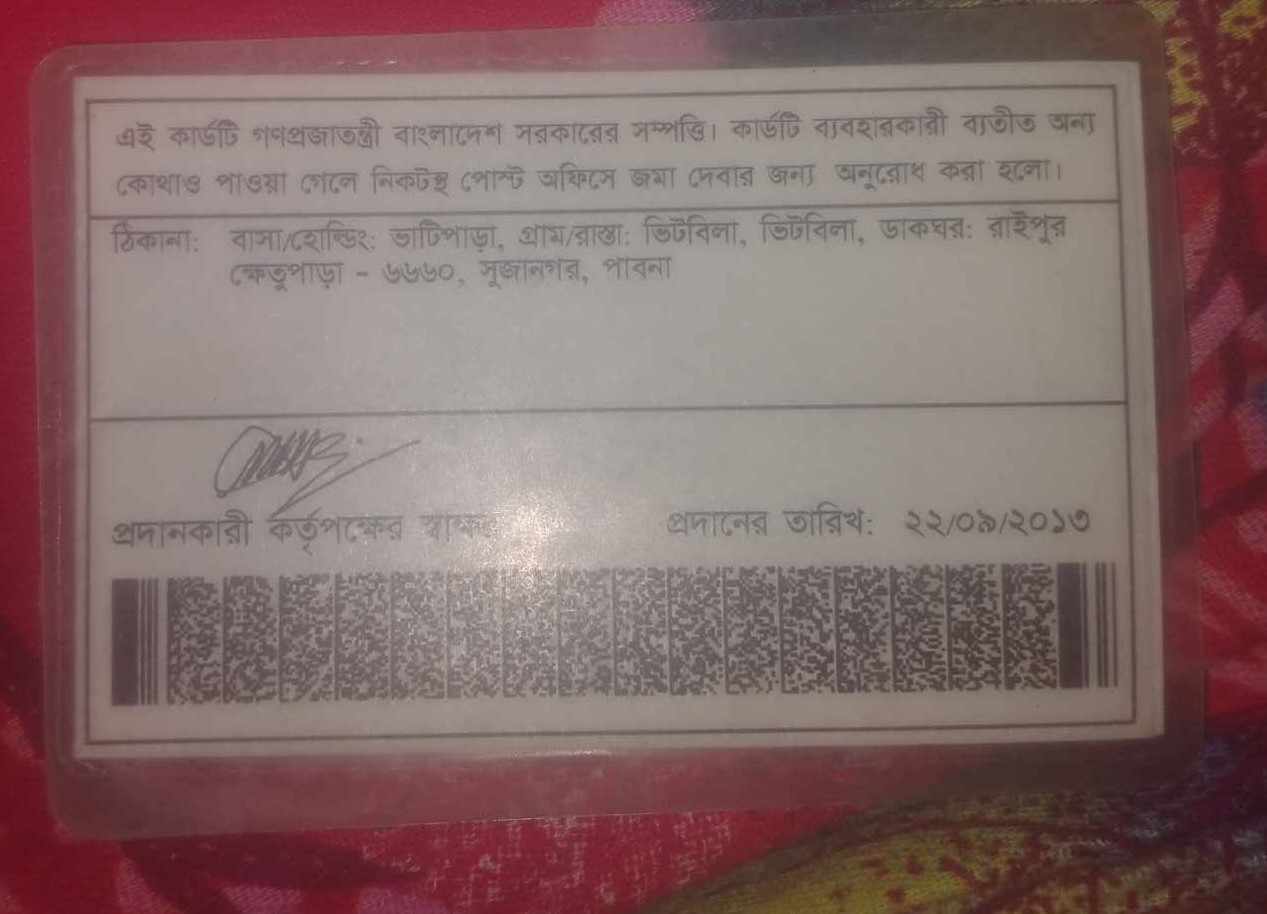 এই কার্ডটি গণপ্রজাতন্ত্রী বাংলাদেশ সরকারের সম্পত্তি। কার্ডটি ব্যবহারকারী ব্যতীত অন্য
কোথাও পাওয়া গেলে নিকটস্থ পোস্ট অফিসে জমা দেবার জন্য অনুরোধ করা হলো।
ঠিকানা: বাসা/হোল্ডিং: ভাটিপাড়া, গ্রাম/রাস্তা: ভিটবিলা, ভিটবিলা, ডাকঘর: রাইপুর
ক্ষেতুপাড়া - ৬৬৬০, সুজানগর, পাবনা
প্রদানকারী কর্তৃপক্ষের প্রদানের তারিখ: ২২/০৯/২০১৩